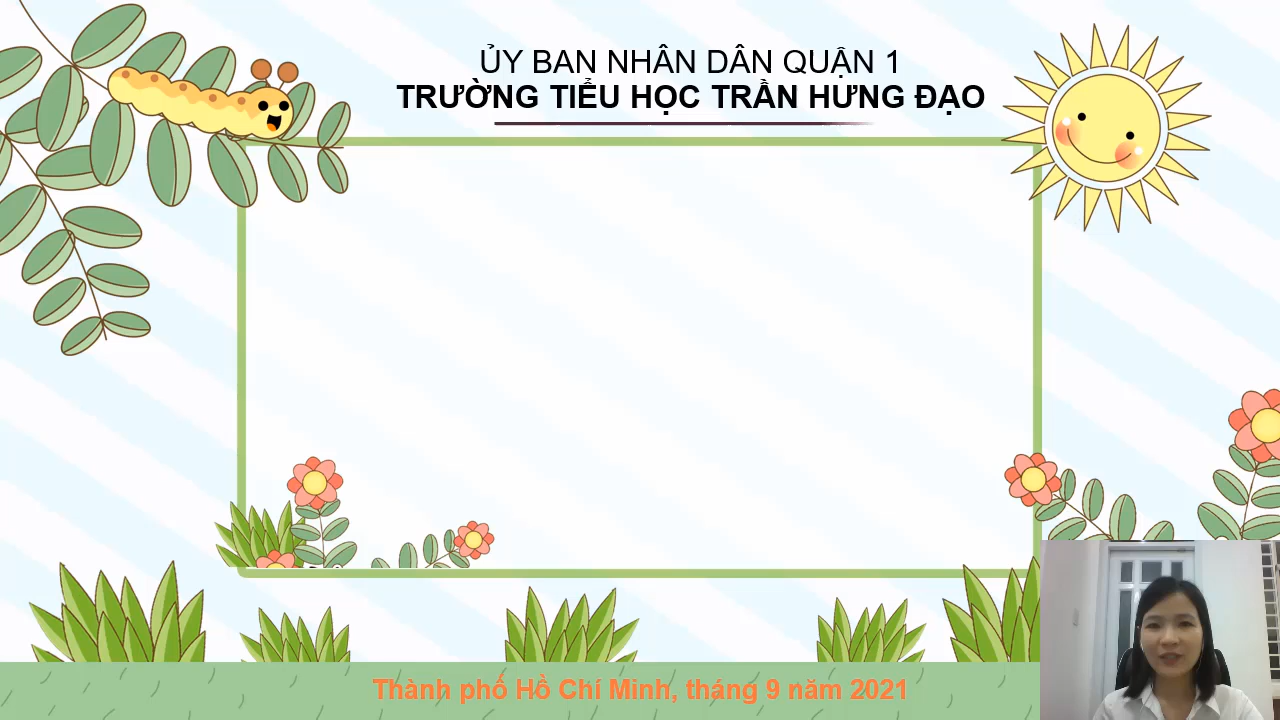 ỦY BAN NHÂN DÂN QUẬN 1
TRƯỜNG TIỂU HỌC TRẦN HƯNG ĐẠO
Thành phố Hồ Chí Minh, tháng 9 năm 2021